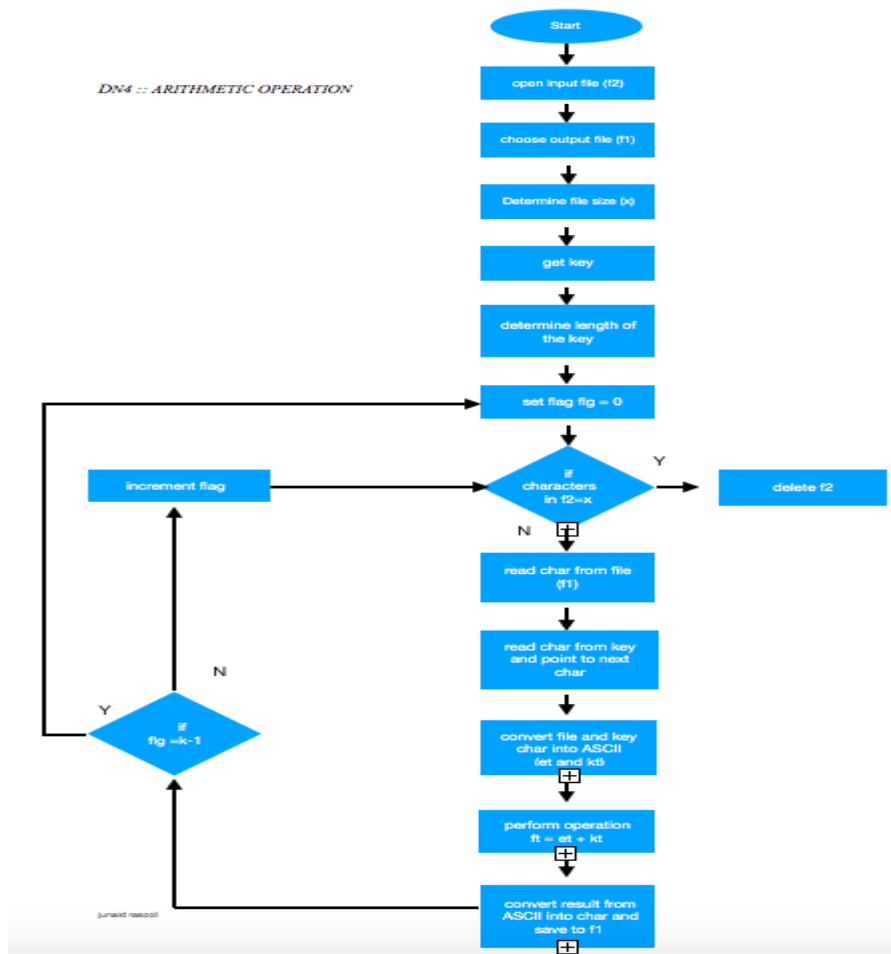 Start
DN4 :: ARITHMETIC OPERATION
open input file (f2)
choose output file (f1)
Determine file size (x)
get key
determine length of
the key
set flag flg = 0
if
characters
in f2=x
Y
delete f2
increment flag
N
read char from file
(f1)
read char from key
and point to next
char
N
Y
if
flg =k-1
convert file and key
char into ASCII
(et and kt)
perform operation
ft = et + kt
convert result from
ASCII into char and
save to f1
junaid rasool